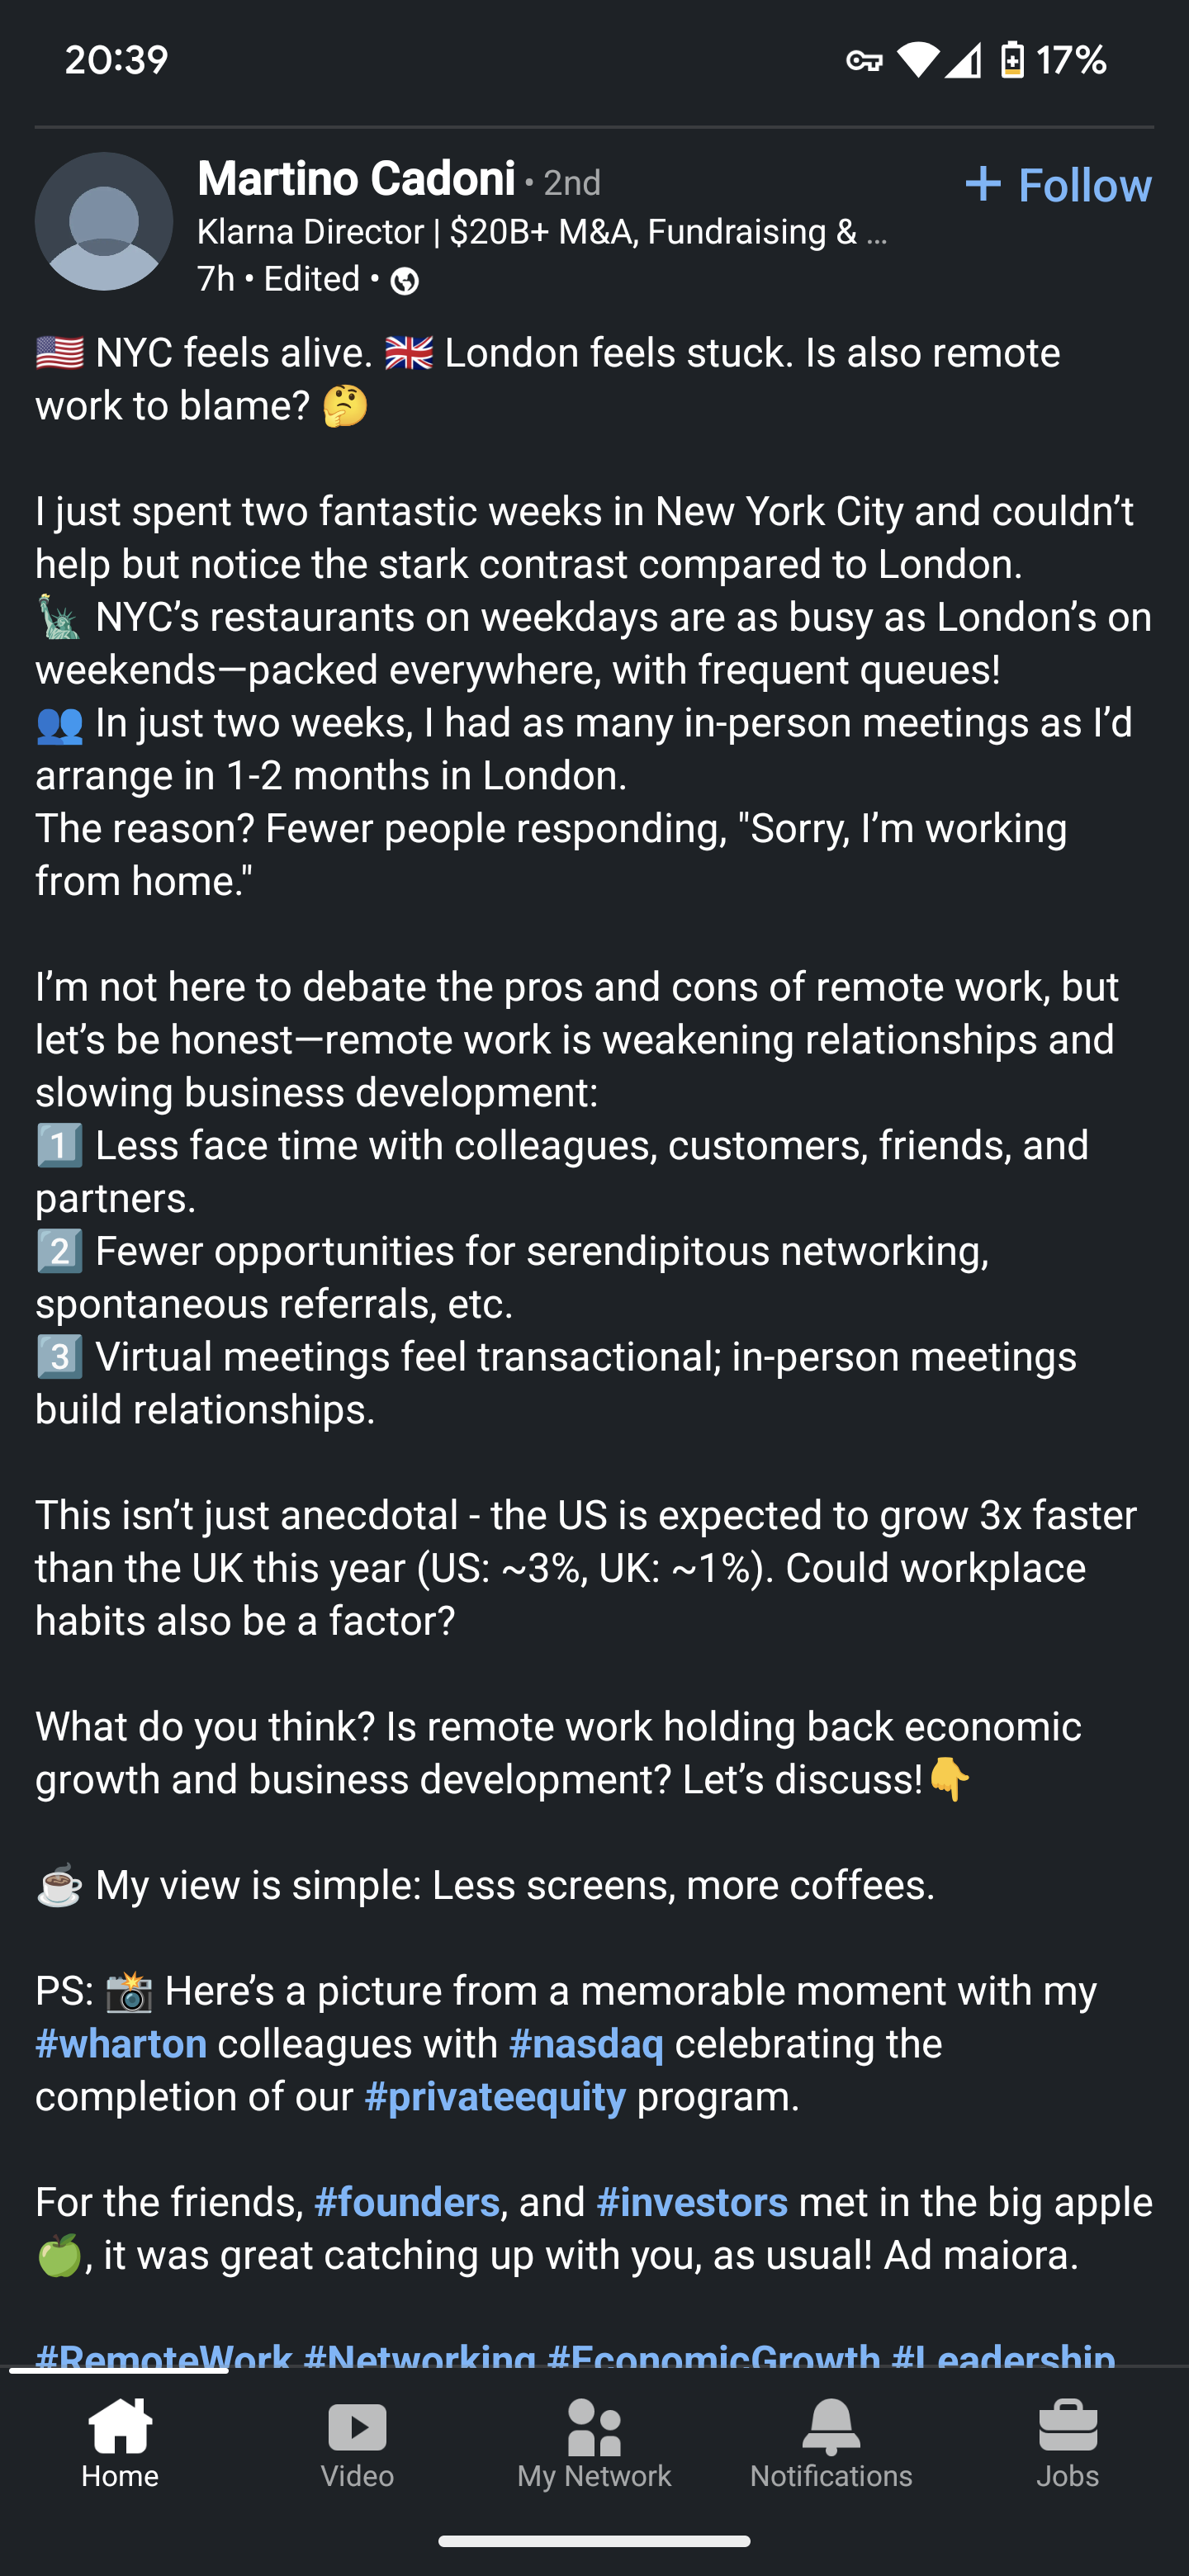 20:39
17%
Martino Cadoni • 2nd
+ Follow
Klarna Director | $20B+ M&A, Fundraising & ...
7h • Edited •
🇺🇸 NYC feels alive. 🇬🇧 London feels stuck. Is also remote
work to blame? 🤔
I just spent two fantastic weeks in New York City and couldn’t
help but notice the stark contrast compared to London.
🗽 NYC’s restaurants on weekdays are as busy as London’s on
weekends—packed everywhere, with frequent queues!
👥 In just two weeks, I had as many in-person meetings as I’d
arrange in 1-2 months in London.
The reason? Fewer people responding, "Sorry, I’m working
from home."
I’m not here to debate the pros and cons of remote work, but
let’s be honest—remote work is weakening relationships and
slowing business development:
1️⃣ Less face time with colleagues, customers, friends, and
partners.
2️⃣ Fewer opportunities for serendipitous networking,
spontaneous referrals, etc.
3️⃣ Virtual meetings feel transactional; in-person meetings
build relationships.
This isn’t just anecdotal - the US is expected to grow 3x faster
than the UK this year (US: ~3%, UK: ~1%). Could workplace
habits also be a factor?
What do you think? Is remote work holding back economic
growth and business development? Let’s discuss!👇
☕ My view is simple: Less screens, more coffees.
PS: 📸 Here’s a picture from a memorable moment with my
#wharton colleagues with #nasdaq celebrating the
completion of our #privateequity program.
For the friends, #founders, and #investors met in the big apple
🍏, it was great catching up with you, as usual! Ad maiora.
#RemoteWork #Networking #EconomicGrowth #Leadership
Home
Video
My Network
Notifications
Jobs